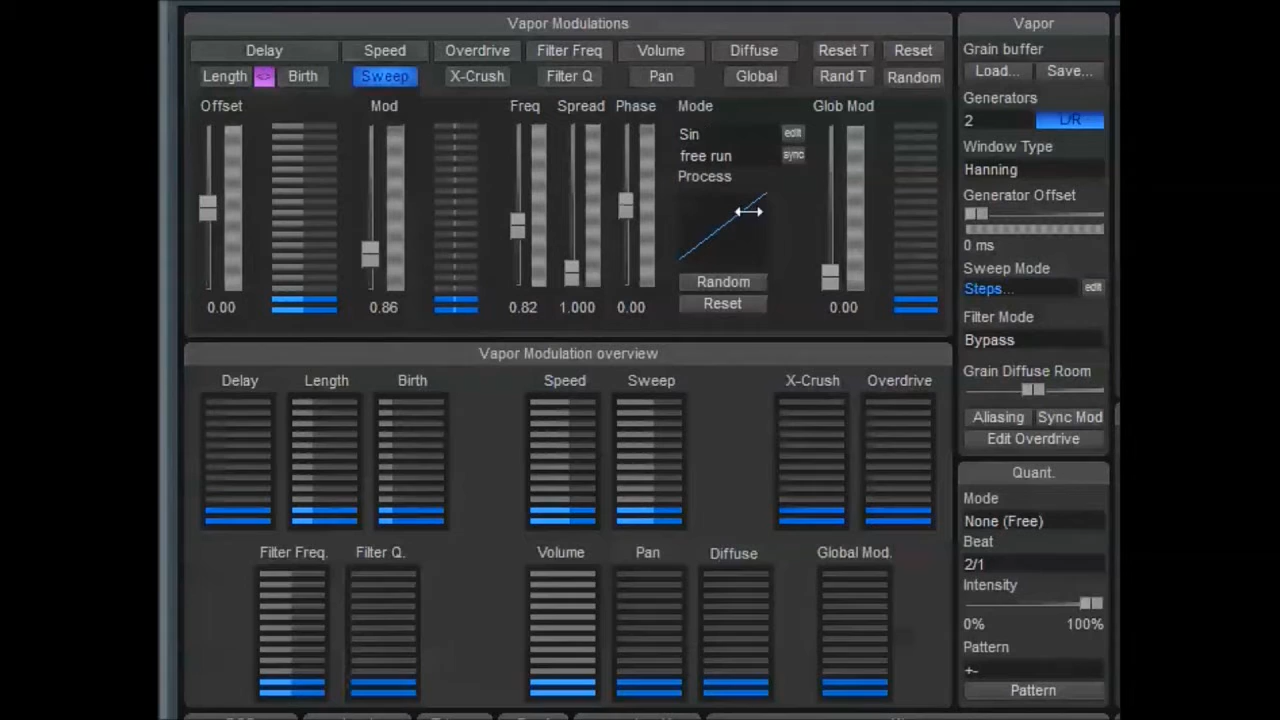 Vapor Modulations
Delay Speed Overdrive Filter Freq Volume Diffuse Reset T Reset
Length <> Birth Sweep X-Crush Filter Q Pan Global Rand T Random
Offset Mod Freq Spread Phase Mode Glob Mod
Sin edit
free run sync
Process
Random
Reset
0.00 0.86 0.82 1.000 0.00 0.00
Vapor Modulation overview
Delay Length Birth Speed Sweep X-Crush Overdrive
Filter Freq. Filter Q. Volume Pan Diffuse Global Mod.
Vapor
Grain buffer
Load... Save...
Generators
2 L/R
Window Type
Hanning
Generator Offset
0 ms
Sweep Mode
Steps... edit
Filter Mode
Bypass
Grain Diffuse Room
Aliasing Sync Mod
Edit Overdrive
Quant.
Mode
None (Free)
Beat
2/1
Intensity
0% 100%
Pattern
+-
Pattern